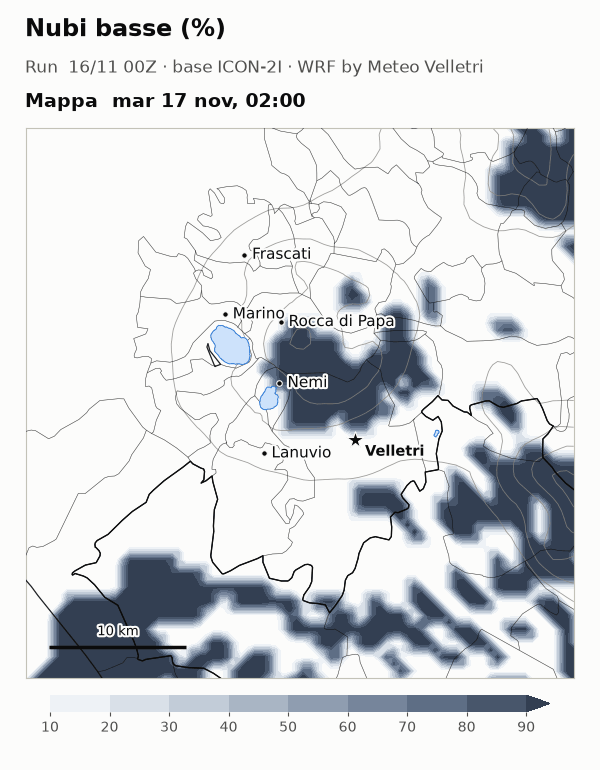 Nubi basse (%)
Run  16/11 00Z · base ICON-2I · WRF by Meteo Velletri
Mappa  mar 17 nov, 02:00
Frascati
Marino
Rocca di Papa
Nemi
Velletri
Lanuvio
10 km
10 20 30 40 50 60 70 80 90